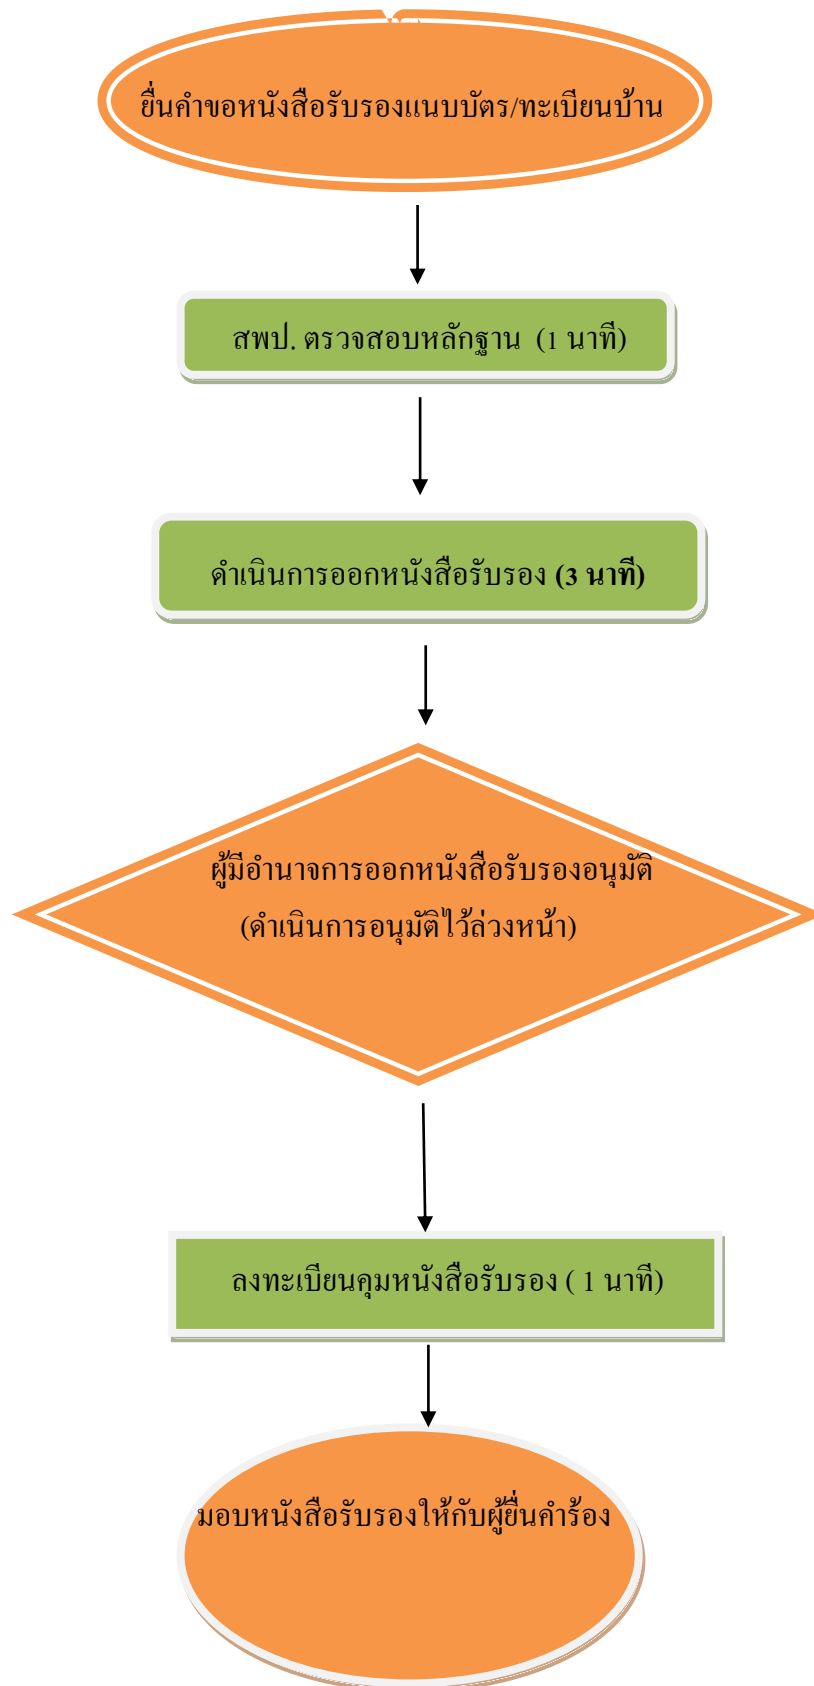 ยื่นคำขอหนังสือรับรองแนบบัตร/ทะเบียนบ้าน
สพป. ตรวจสอบหลักฐาน (1 นาที)
ดำเนินการออกหนังสือรับรอง (3 นาที)
ผู้มีอำนาจการออกหนังสือรับรองอนุมัติ
(ดำเนินการอนุมัติไว้ล่วงหน้า)
ลงทะเบียนคุมหนังสือรับรอง ( 1 นาที)
มอบหนังสือรับรองให้กับผู้ยื่นคำร้อง